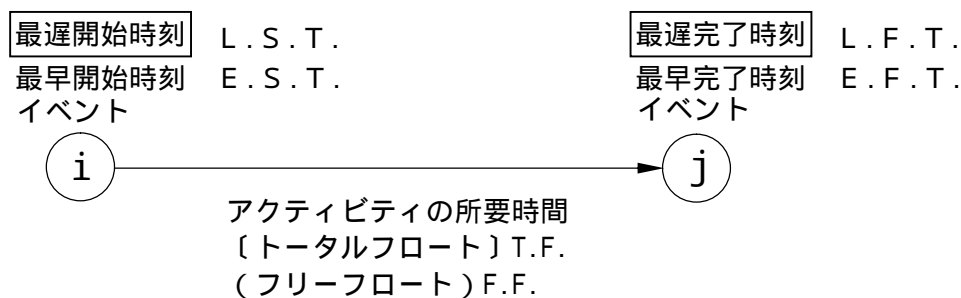 最遅開始時刻 L.S.T.
最早開始時刻 E.S.T.
イベント
i
最遅完了時刻 L.F.T.
最早完了時刻 E.F.T.
イベント
j
アクティビティの所要時間
〔トータルフロート〕T.F.
(フリーフロート)F.F.